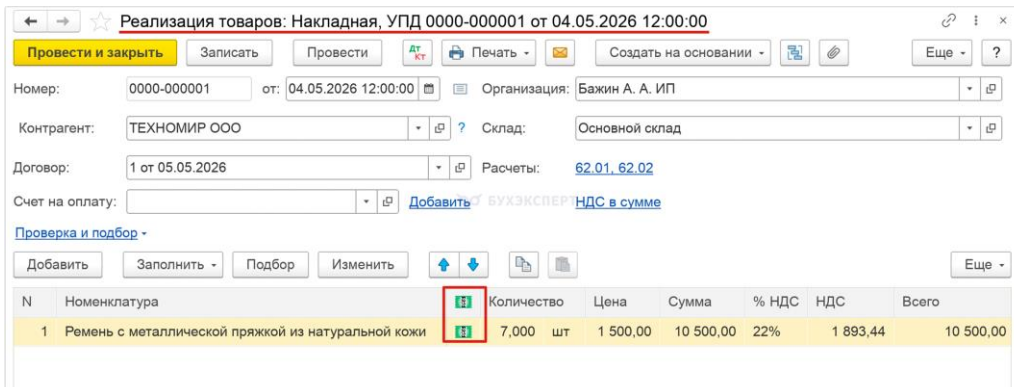 Реализация товаров: Накладная, УПД 0000-000001 от 04.05.2026 12:00:00
Провести и закрыть Записать Провести Дт Кт Печать Создать на основании Еще ?
Номер: 0000-000001 от: 04.05.2026 12:00:00 Организация: Бажин А. А. ИП
Контрагент: ТЕХНОМИР ООО ? Склад: Основной склад
Договор: 1 от 05.05.2026 Расчеты: 62.01, 62.02
Счет на оплату: Добавить БУХЭКСПЕРТ НДС в сумме
Проверка и подбор
Добавить Заполнить Подбор Изменить Еще
N Номенклатура Количество Цена Сумма % НДС НДС Всего
1 Ремень с металлической пряжкой из натуральной кожи 7,000 шт 1 500,00 10 500,00 22% 1 893,44 10 500,00